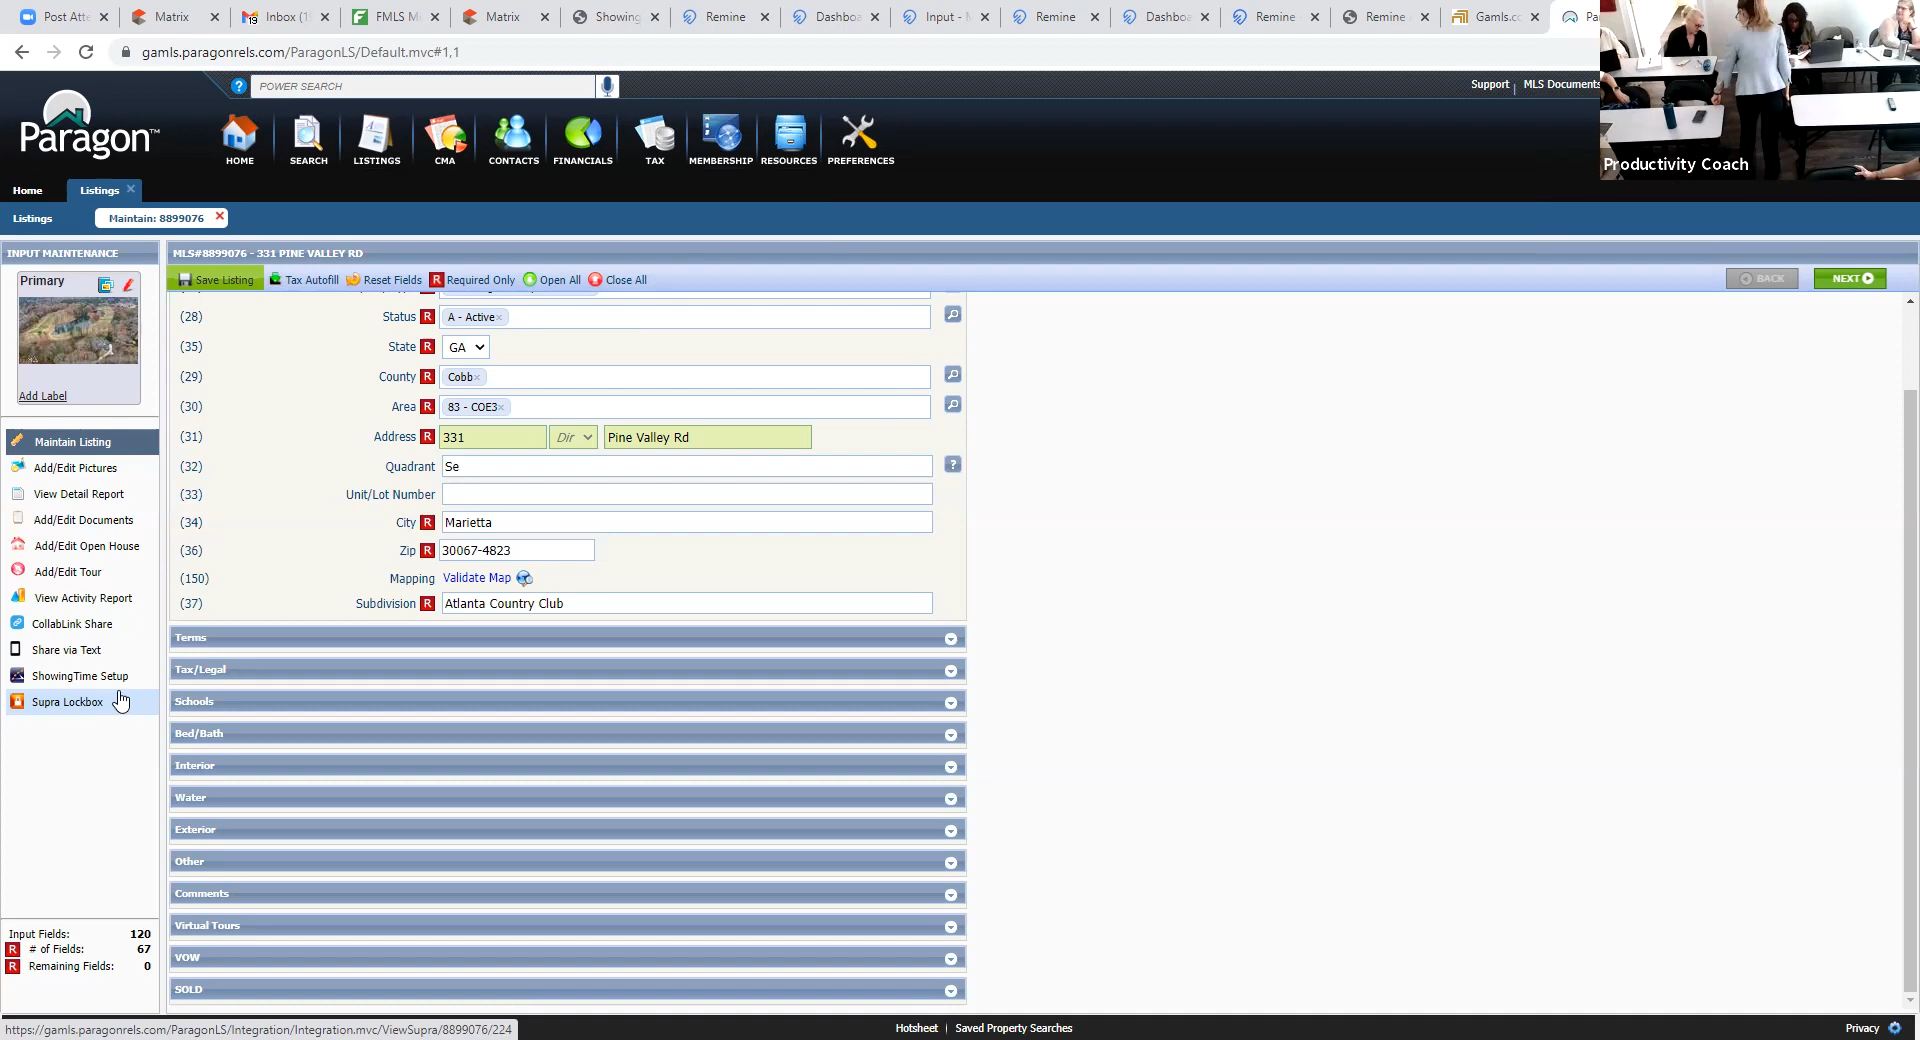 Post Atte
Matrix
Inbox (1
FMLS M
Matrix
Showing
Remine
Dashbo
Input - M
Remine
Dashbo
Remine
Remine
Gamls.co
Pa
gamls.paragonrels.com/ParagonLS/Default.mvc#1,1
POWER SEARCH
Support | MLS Documents
Paragon™
HOME
SEARCH
LISTINGS
CMA
CONTACTS
FINANCIALS
TAX
MEMBERSHIP
RESOURCES
PREFERENCES
Productivity Coach
Home
Listings
Listings
Maintain: 8899076
INPUT MAINTENANCE
MLS#8899076 - 331 PINE VALLEY RD
Primary
Save Listing
Tax Autofill
Reset Fields
R Required Only
Open All
Close All
BACK
NEXT
Add Label
(28) Status R A - Active×
(35) State R GA
(29) County R Cobb×
(30) Area R 83 - COE3×
(31) Address R 331 Dir Pine Valley Rd
(32) Quadrant Se
(33) Unit/Lot Number
(34) City R Marietta
(36) Zip R 30067-4823
(150) Mapping Validate Map
(37) Subdivision R Atlanta Country Club
Maintain Listing
Add/Edit Pictures
View Detail Report
Add/Edit Documents
Add/Edit Open House
Add/Edit Tour
View Activity Report
CollabLink Share
Share via Text
ShowingTime Setup
Supra Lockbox
Terms
Tax/Legal
Schools
Bed/Bath
Interior
Water
Exterior
Other
Comments
Virtual Tours
VOW
SOLD
Input Fields: 120
R # of Fields: 67
R Remaining Fields: 0
https://gamls.paragonrels.com/ParagonLS/Integration/Integration.mvc/ViewSupra/8899076/224
Hotsheet | Saved Property Searches
Privacy